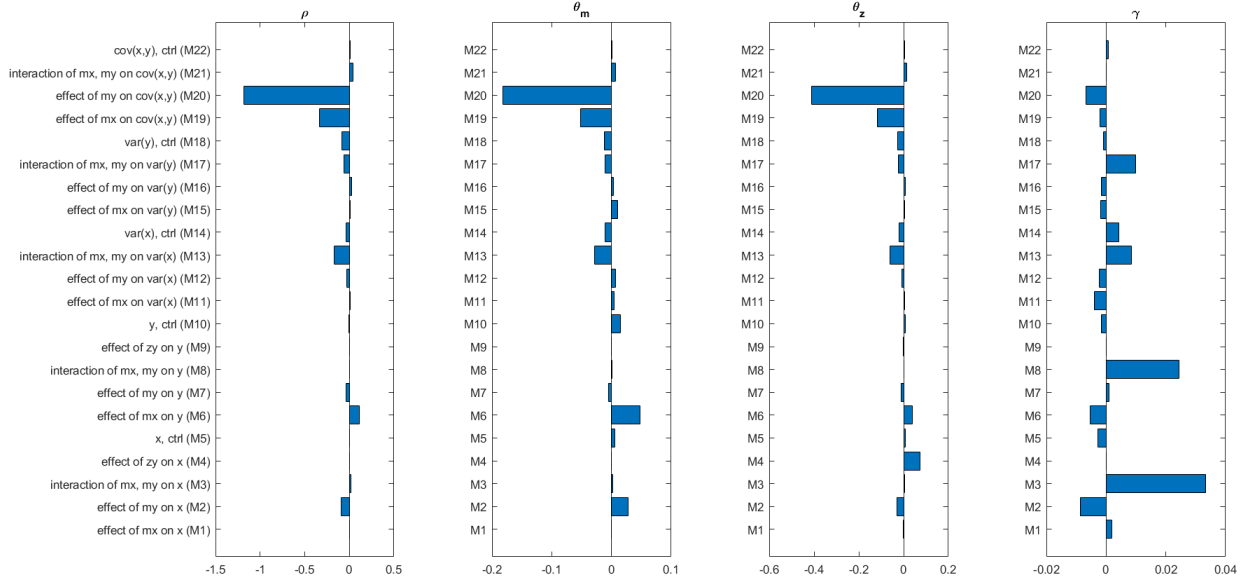 ρ
cov(x,y), ctrl (M22)
interaction of mx, my on cov(x,y) (M21)
effect of my on cov(x,y) (M20)
effect of mx on cov(x,y) (M19)
var(y), ctrl (M18)
interaction of mx, my on var(y) (M17)
effect of my on var(y) (M16)
effect of mx on var(y) (M15)
var(x), ctrl (M14)
interaction of mx, my on var(x) (M13)
effect of my on var(x) (M12)
effect of mx on var(x) (M11)
y, ctrl (M10)
effect of zy on y (M9)
interaction of mx, my on y (M8)
effect of my on y (M7)
effect of mx on y (M6)
x, ctrl (M5)
effect of zy on x (M4)
interaction of mx, my on x (M3)
effect of my on x (M2)
effect of mx on x (M1)
-1.5 -1 -0.5 0 0.5
θm
M22
M21
M20
M19
M18
M17
M16
M15
M14
M13
M12
M11
M10
M9
M8
M7
M6
M5
M4
M3
M2
M1
-0.2 -0.1 0 0.1
θz
M22
M21
M20
M19
M18
M17
M16
M15
M14
M13
M12
M11
M10
M9
M8
M7
M6
M5
M4
M3
M2
M1
-0.6 -0.4 -0.2 0 0.2
γ
M22
M21
M20
M19
M18
M17
M16
M15
M14
M13
M12
M11
M10
M9
M8
M7
M6
M5
M4
M3
M2
M1
-0.02 0 0.02 0.04